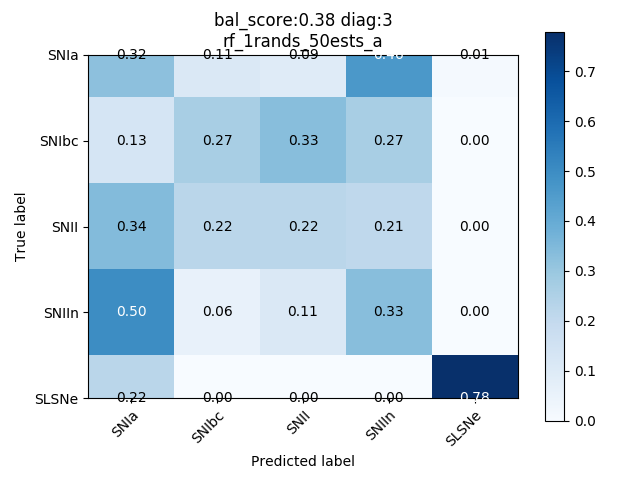 bal_score:0.38 diag:3
rf_1rands_50ests_a
SNIa 0.32 0.11 0.09 0.46 0.01
SNIbc 0.13 0.27 0.33 0.27 0.00
SNII 0.34 0.22 0.22 0.21 0.00
SNIIn 0.50 0.06 0.11 0.33 0.00
SLSNe 0.22 0.00 0.00 0.00 0.78
True label
SNIa SNIbc SNII SNIIn SLSNe
Predicted label
0.7
0.6
0.5
0.4
0.3
0.2
0.1
0.0